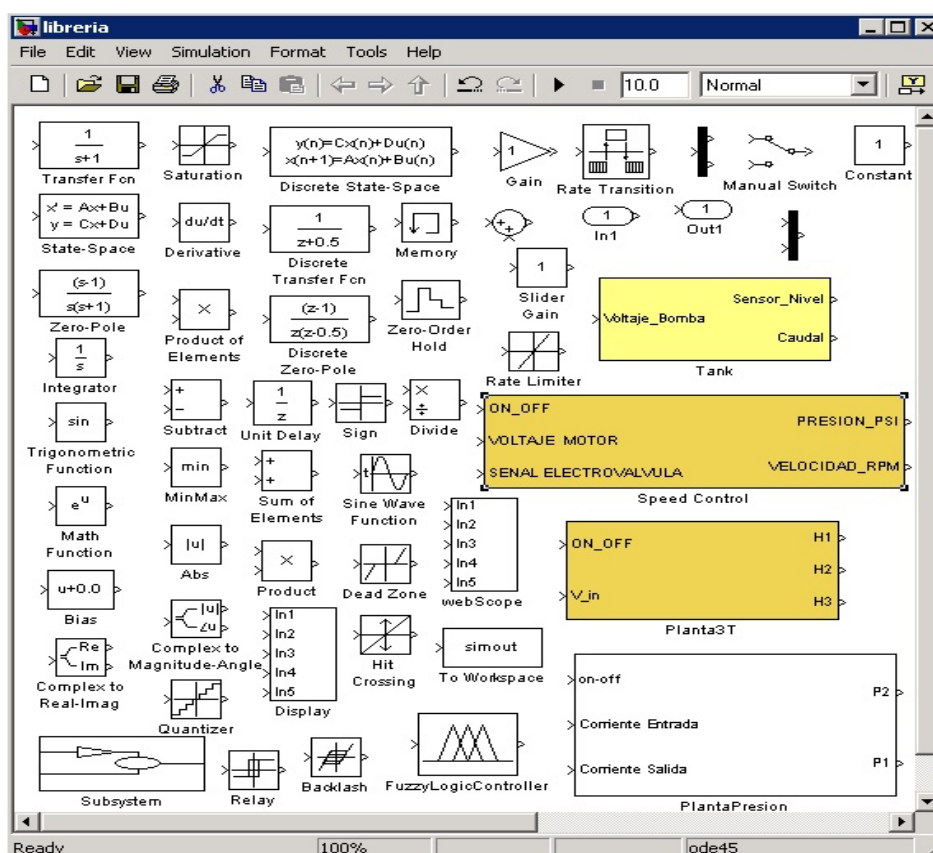 libreria
File Edit View Simulation Format Tools Help
10.0 Normal
1
s+1
Transfer Fcn
Saturation
y(n)=Cx(n)+Du(n)
x(n+1)=Ax(n)+Bu(n)
Discrete State-Space
1
Gain
Rate Transition
Manual Switch
1
Constant
x' = Ax+Bu
y = Cx+Du
State-Space
du/dt
Derivative
1
z+0.5
Discrete
Transfer Fcn
Memory
1
In1
1
Out1
(s-1)
s(s+1)
Zero-Pole
×
Product of
Elements
(z-1)
z(z-0.5)
Discrete
Zero-Pole
Zero-Order
Hold
1
Slider
Gain
Voltaje_Bomba
Sensor_Nivel
Caudal
Tank
1
s
Integrator
+
−
Subtract
1
z
Unit Delay
Sign
×
÷
Divide
Rate Limiter
ON_OFF
VOLTAJE MOTOR
SENAL ELECTROVALVULA
PRESION_PSI
VELOCIDAD_RPM
Speed Control
sin
Trigonometric
Function
min
MinMax
+
+
Sum of
Elements
t
Sine Wave
Function
In1
In2
In3
In4
In5
webScope
ON_OFF
V_in
H1
H2
H3
Planta3T
e^u
Math
Function
|u|
Abs
×
Product
Dead Zone
u+0.0
Bias
|u|
∠u
Complex to
Magnitude-Angle
In1
In2
In3
In4
In5
Display
Hit
Crossing
simout
To Workspace
Re
Im
Complex to
Real-Imag
Quantizer
on-off
Corriente Entrada
Corriente Salida
P2
P1
PlantaPresion
Subsystem
Relay
Backlash
FuzzyLogicController
Ready 100% ode45